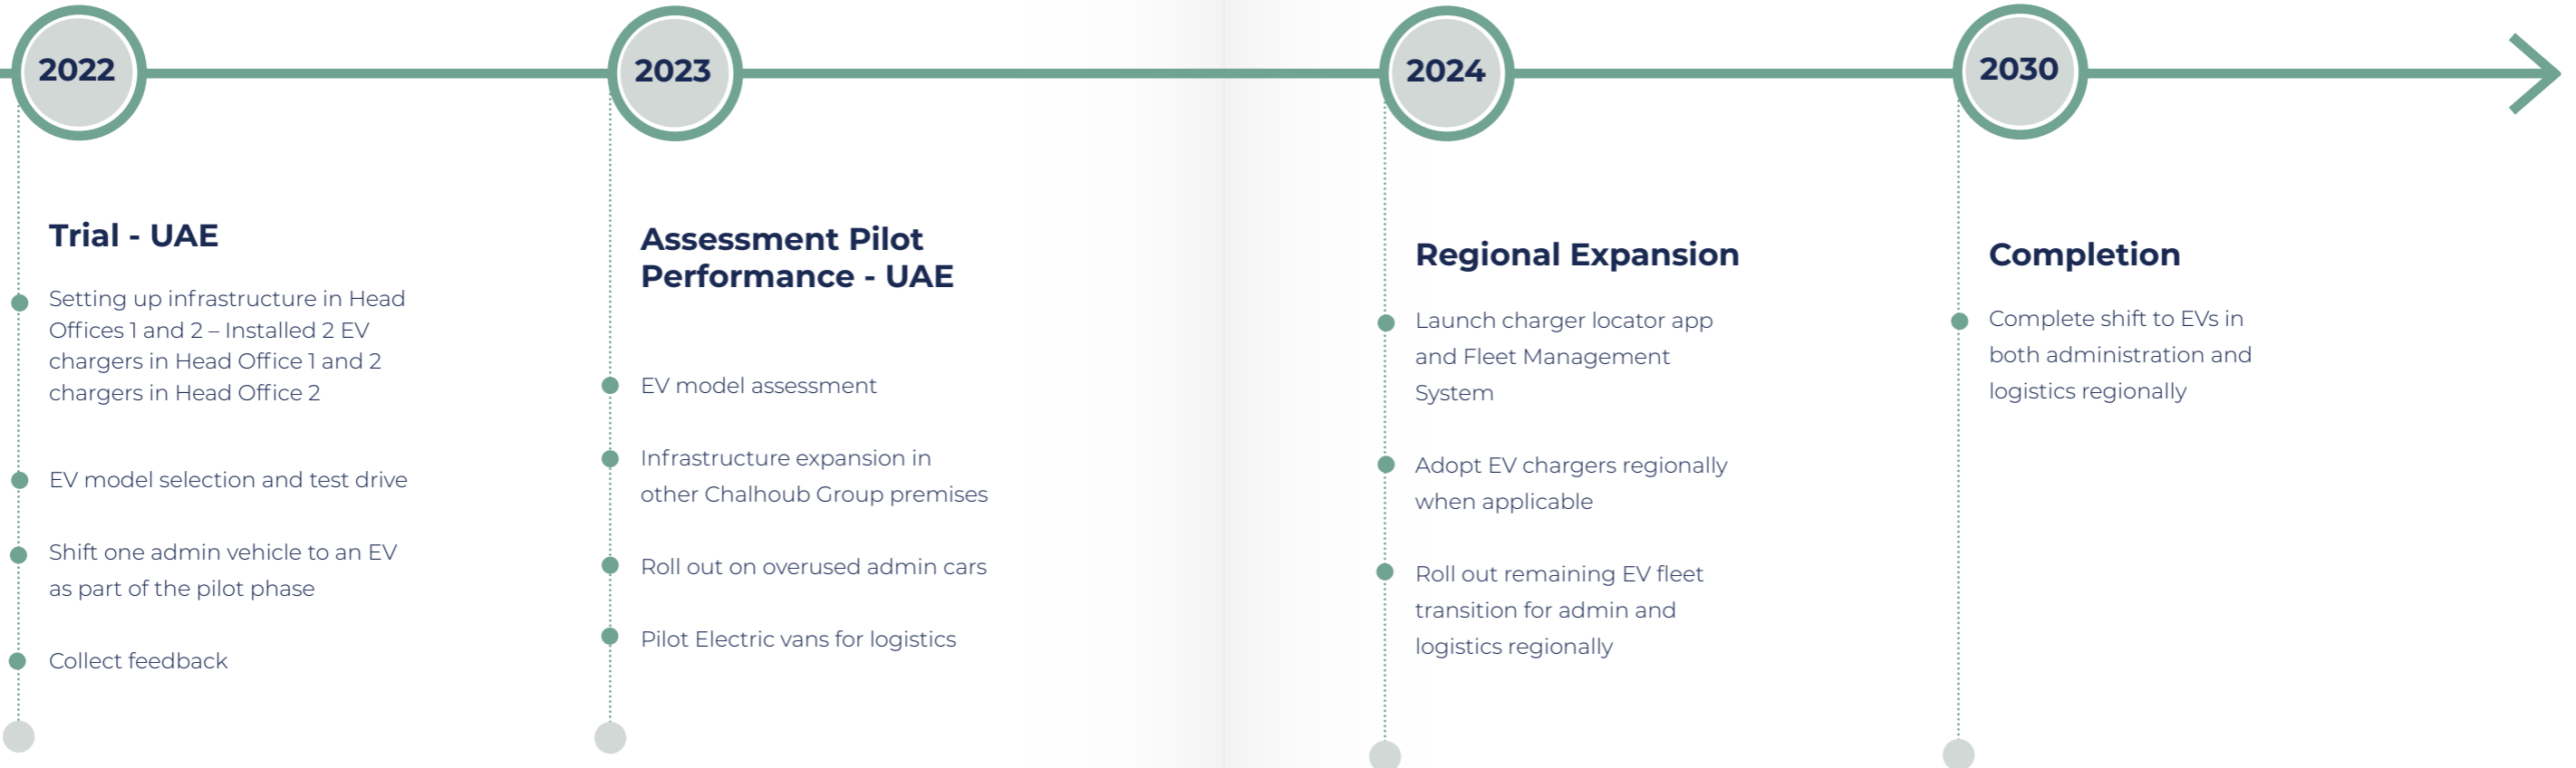 2022
2023
2024
2030
Trial - UAE
Setting up infrastructure in Head
Offices 1 and 2 – Installed 2 EV
chargers in Head Office 1 and 2
chargers in Head Office 2
EV model selection and test drive
Shift one admin vehicle to an EV
as part of the pilot phase
Collect feedback
Assessment Pilot
Performance - UAE
EV model assessment
Infrastructure expansion in
other Chalhoub Group premises
Roll out on overused admin cars
Pilot Electric vans for logistics
Regional Expansion
Launch charger locator app
and Fleet Management
System
Adopt EV chargers regionally
when applicable
Roll out remaining EV fleet
transition for admin and
logistics regionally
Completion
Complete shift to EVs in
both administration and
logistics regionally